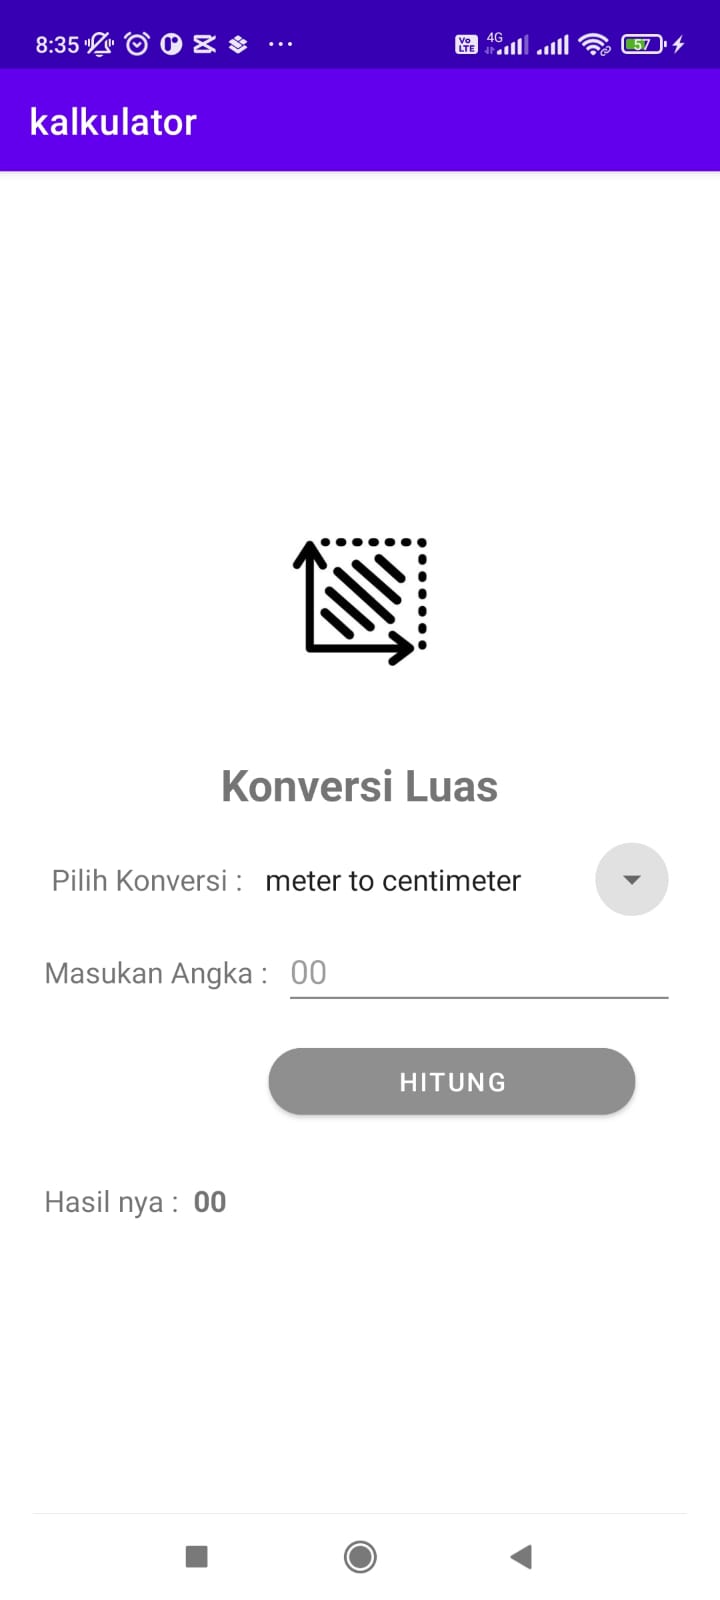 8:35 ... Vo LTE 4G 57
kalkulator
Konversi Luas
Pilih Konversi : meter to centimeter
Masukan Angka : 00
HITUNG
Hasil nya : 00